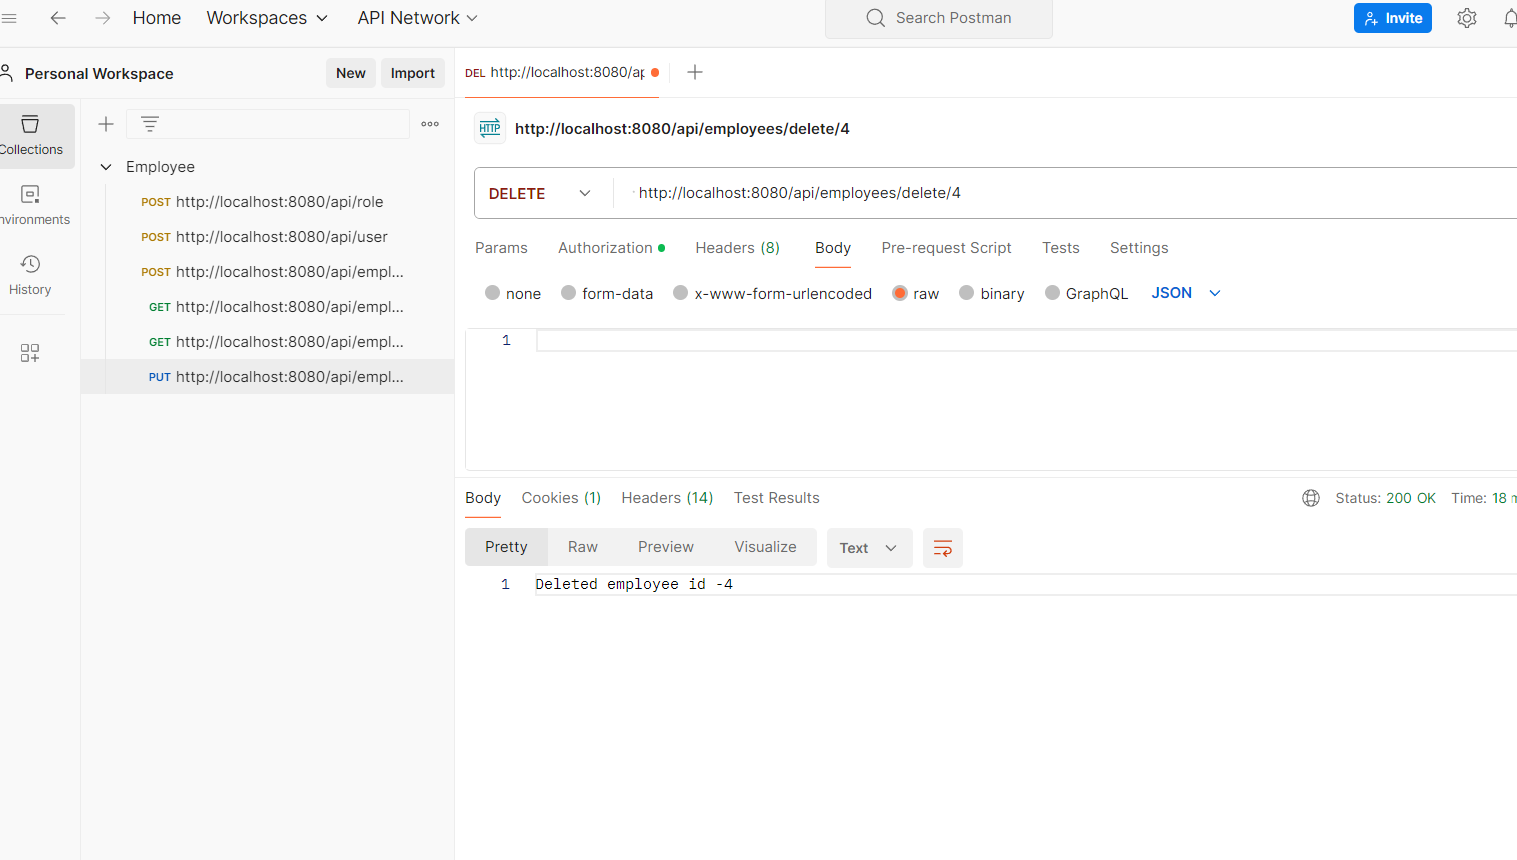 Home Workspaces API Network Search Postman Invite
Personal Workspace New Import
DEL http://localhost:8080/ap
http://localhost:8080/api/employees/delete/4
Collections
Employee
POST http://localhost:8080/api/role
POST http://localhost:8080/api/user
POST http://localhost:8080/api/empl...
GET http://localhost:8080/api/empl...
GET http://localhost:8080/api/empl...
PUT http://localhost:8080/api/empl...
nvironments
History
HTTP
DELETE http://localhost:8080/api/employees/delete/4
Params Authorization Headers (8) Body Pre-request Script Tests Settings
none form-data x-www-form-urlencoded raw binary GraphQL JSON
1
Body Cookies (1) Headers (14) Test Results Status: 200 OK Time: 18 m
Pretty Raw Preview Visualize Text
1 Deleted employee id -4